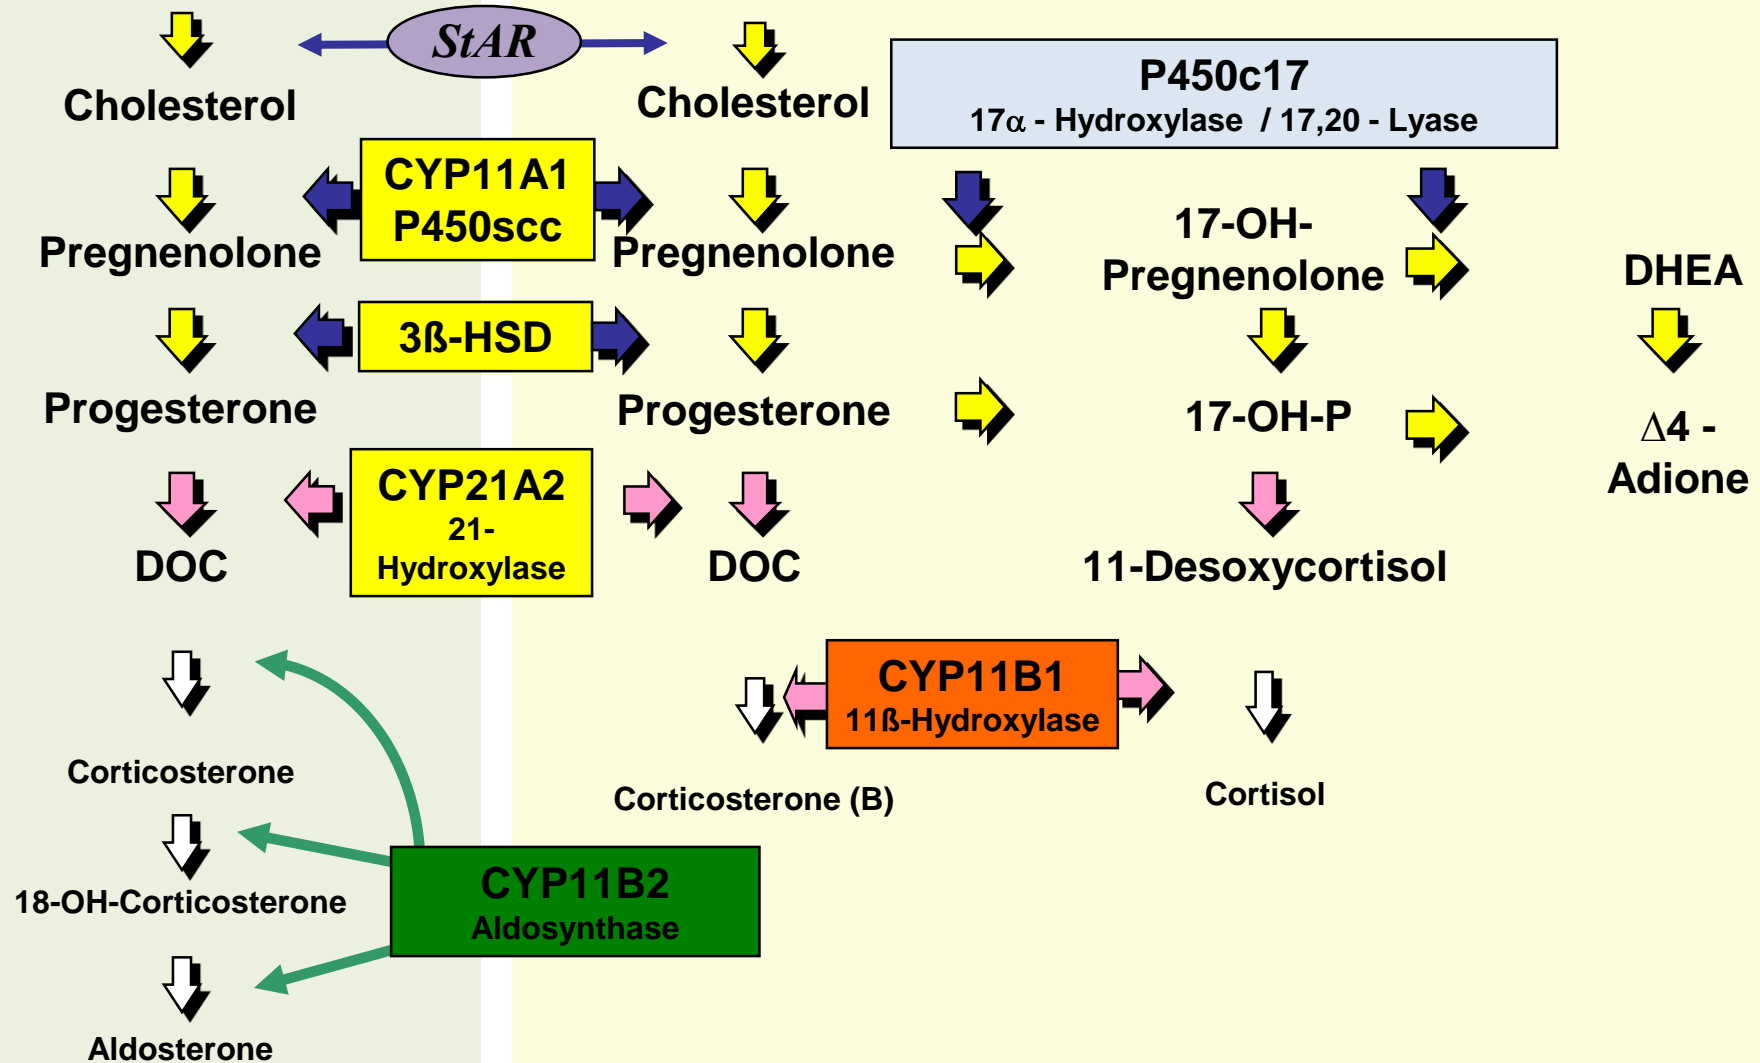 StAR
Cholesterol
Cholesterol
P450c17
17α - Hydroxylase / 17,20 - Lyase
CYP11A1
P450scc
Pregnenolone
Pregnenolone
17-OH-
Pregnenolone
DHEA
3ß-HSD
Progesterone
Progesterone
17-OH-P
Δ4 -
Adione
CYP21A2
21-
Hydroxylase
DOC
DOC
11-Desoxycortisol
CYP11B1
11ß-Hydroxylase
Corticosterone
Corticosterone (B)
Cortisol
18-OH-Corticosterone
CYP11B2
Aldosynthase
Aldosterone